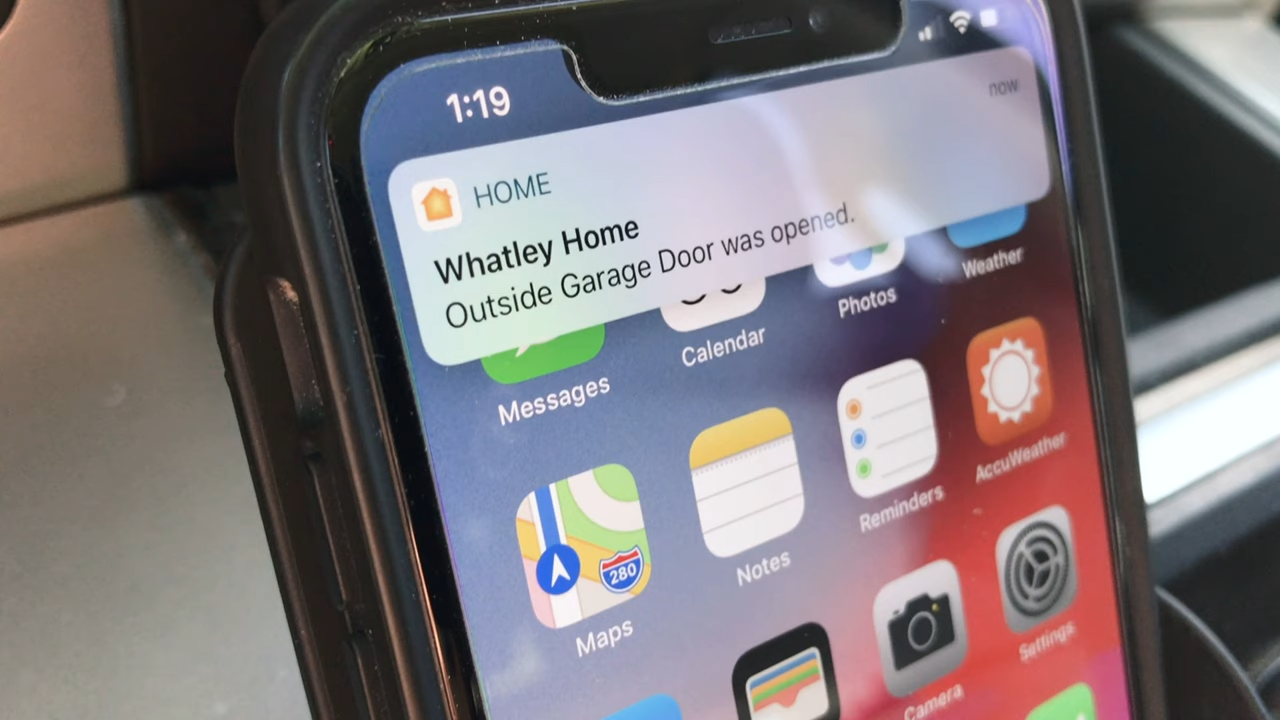 1:19
now
HOME
Whatley Home
Outside Garage Door was opened.
Messages
Calendar
Photos
Weather
280
Maps
Notes
Reminders
AccuWeather
Camera
Settings